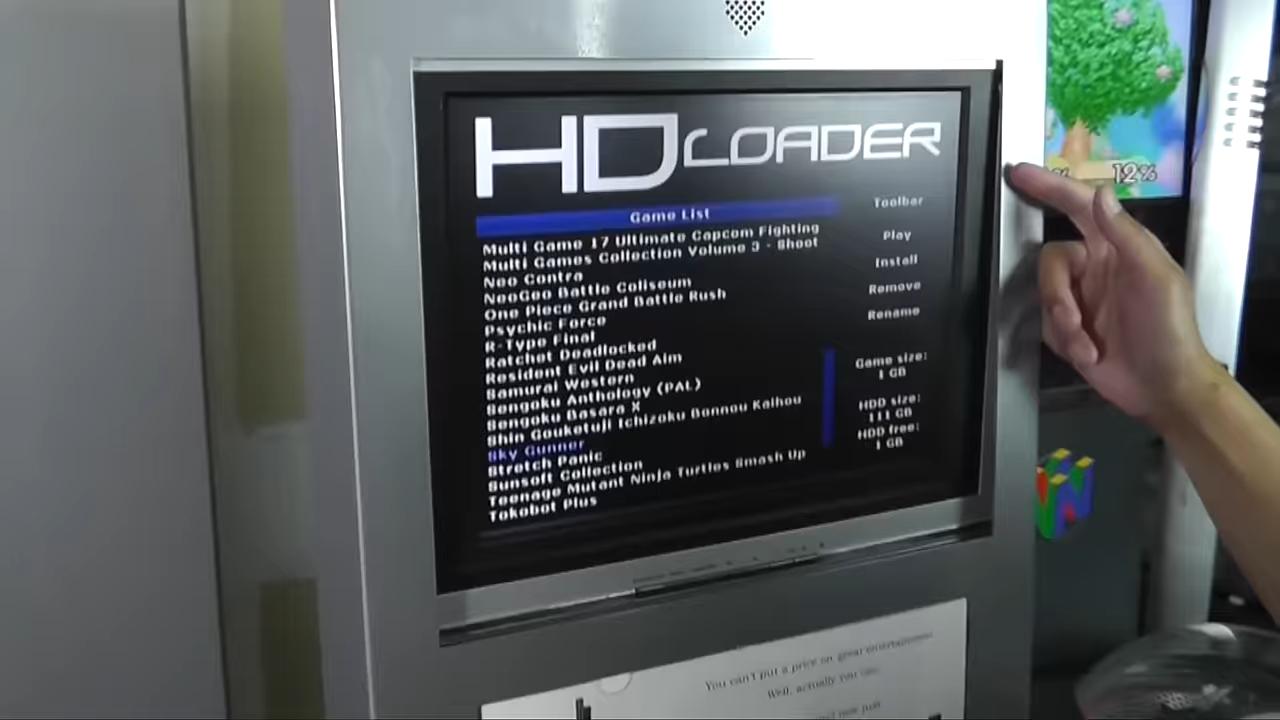 HDLOADER
Game List
Multi Game 17 Ultimate Capcom Fighting
Multi Games Collection Volume 3 - Shoot
Neo Contra
NeoGeo Battle Coliseum
One Piece Grand Battle Rush
Psychic Force
R-Type Final
Ratchet Deadlocked
Resident Evil Dead Aim
Samurai Western
Sengoku Anthology (PAL)
Sengoku Basara X
Shin Gouketuji Ichizoku Bonnou Kaihou
Sky Gunner
Stretch Panic
Sunsoft Collection
Teenage Mutant Ninja Turtles Smash Up
Tokobot Plus
Toolbar
Play
Install
Remove
Rename
Game size:
1 GB
HDD size:
111 GB
HDD free:
1 GB
12%
You can't put a price on great entertainment
Well, actually you can.
now just